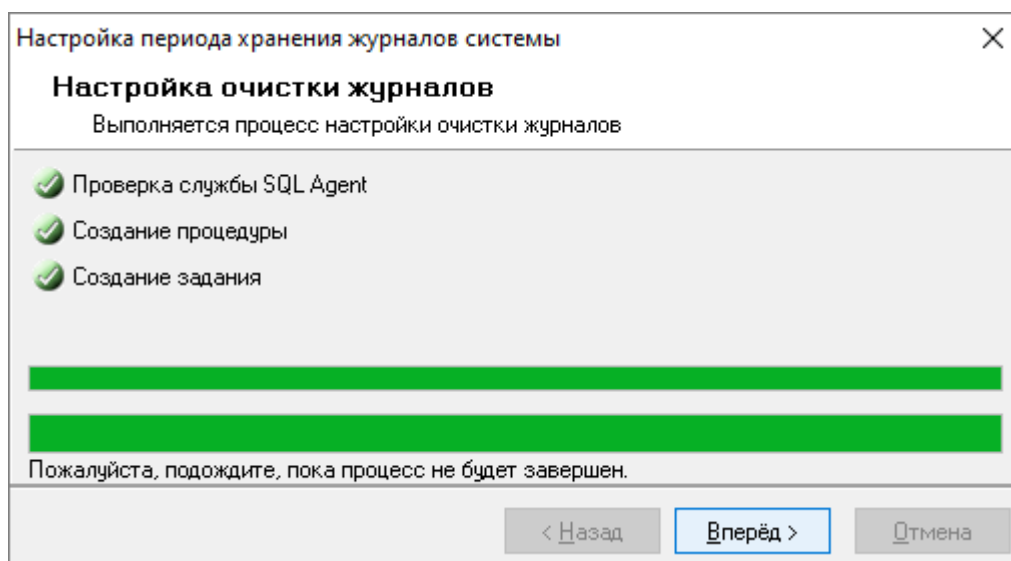 Настройка периода хранения журналов системы
Настройка очистки журналов
Выполняется процесс настройки очистки журналов
Проверка службы SQL Agent
Создание процедуры
Создание задания
Пожалуйста, подождите, пока процесс не будет завершен.
< Назад Вперёд > Отмена